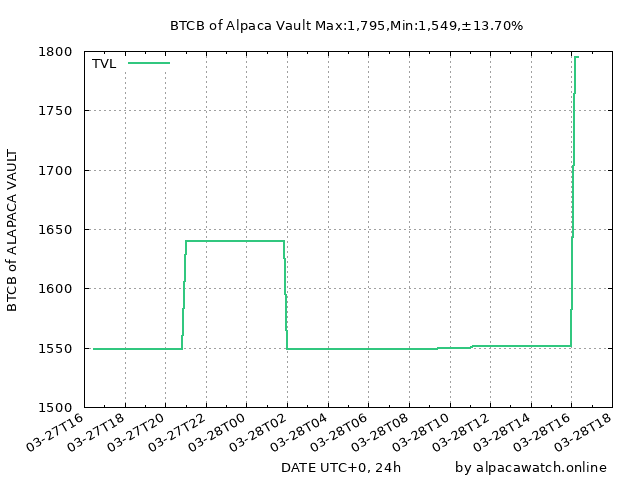 BTCB of Alpaca Vault Max:1,795,Min:1,549,±13.70%
TVL
1800
1750
1700
1650
1600
1550
1500
BTCB of ALAPACA VAULT
03-27T16
03-27T18
03-27T20
03-27T22
03-28T00
03-28T02
03-28T04
03-28T06
03-28T08
03-28T10
03-28T12
03-28T14
03-28T16
03-28T18
DATE UTC+0, 24h
by alpacawatch.online